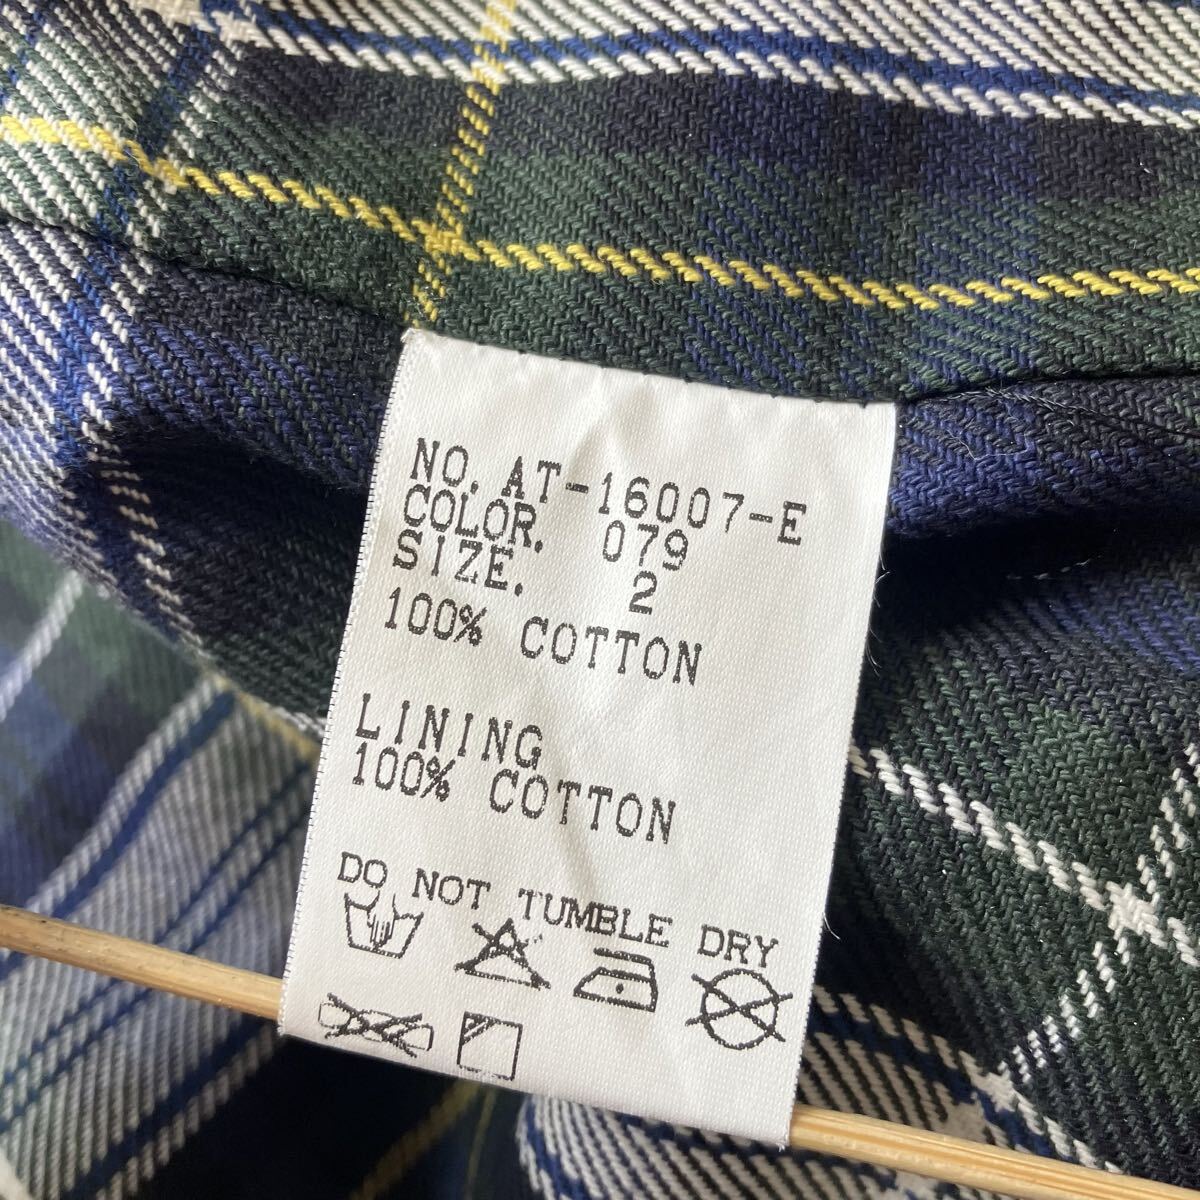 NO. AT-16007-E
COLOR. 079
SIZE. 2
100% COTTON
LINING
100% COTTON
DO NOT TUMBLE DRY